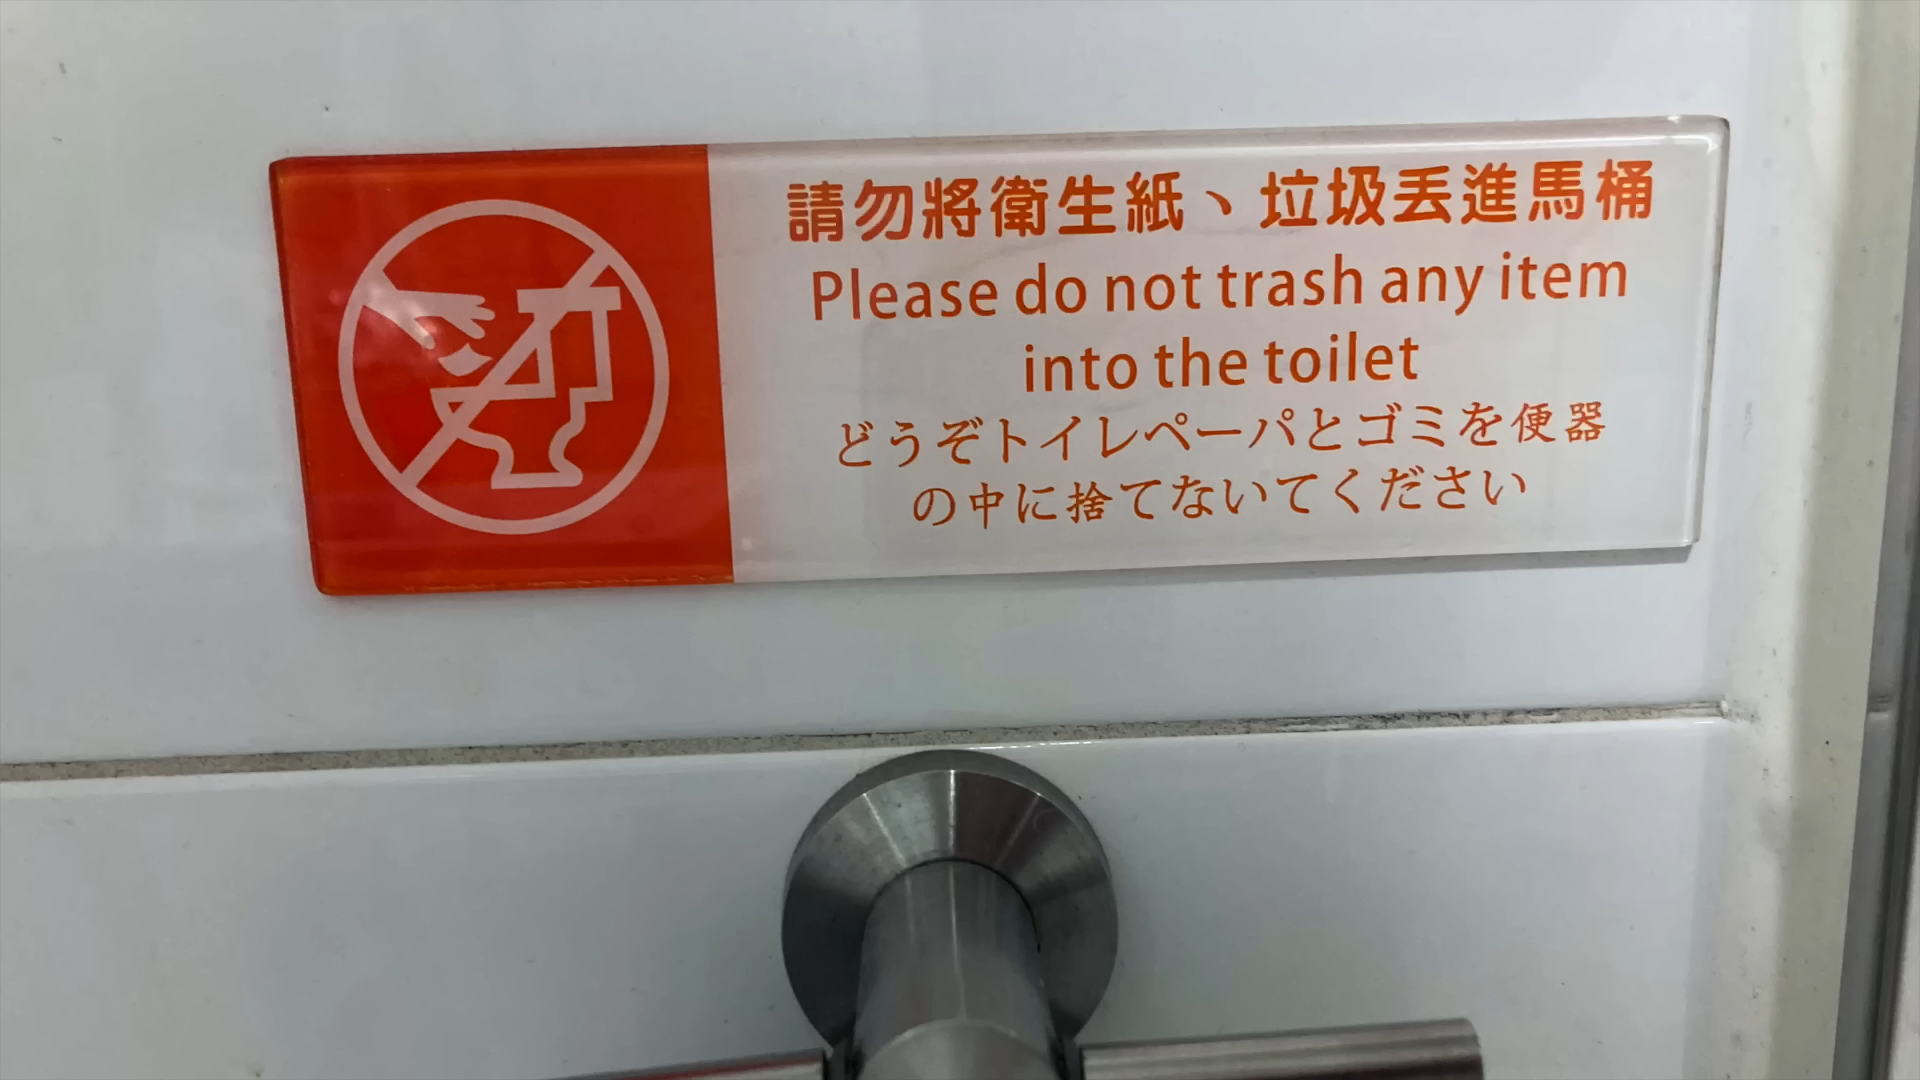 請勿將衛生紙、垃圾丟進馬桶
Please do not trash any item
into the toilet
どうぞトイレペーパとゴミを便器
の中に捨てないてください